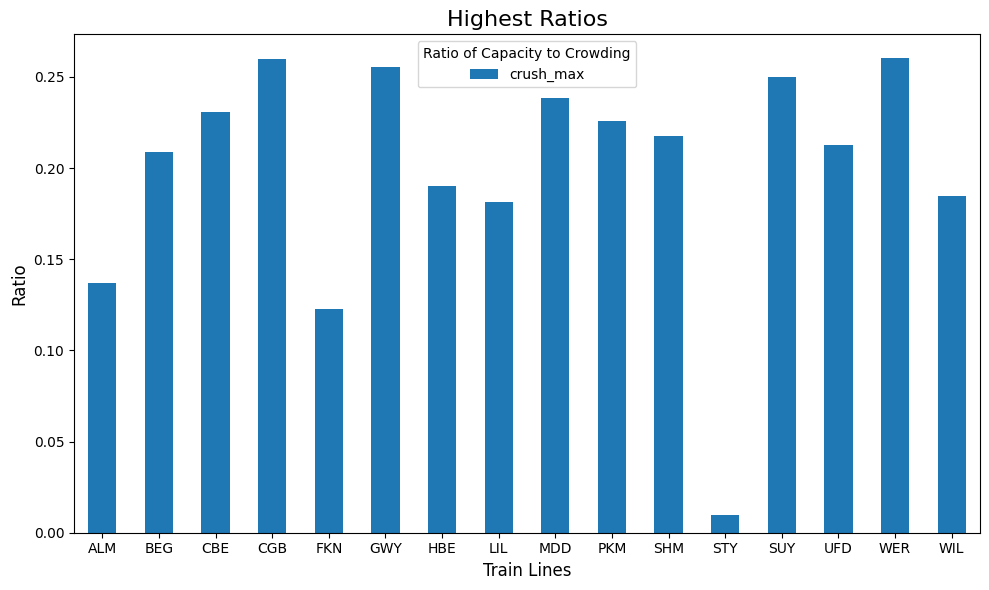 Highest Ratios
Ratio of Capacity to Crowding
crush_max
Ratio
0.25
0.20
0.15
0.10
0.05
0.00
ALM BEG CBE CGB FKN GWY HBE LIL MDD PKM SHM STY SUY UFD WER WIL
Train Lines